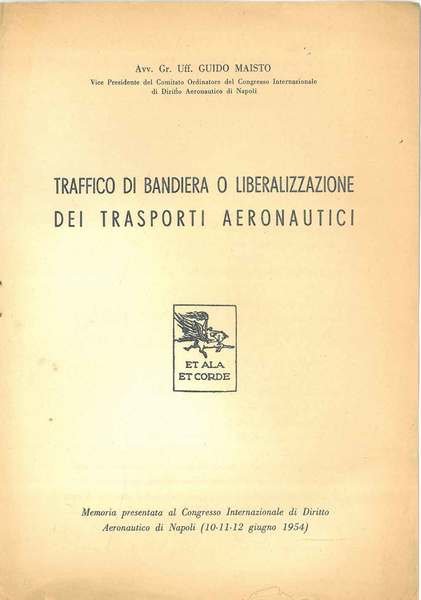 Avv. Gr. Uff. GUIDO MAISTO
Vice Presidente del Comitato Ordinatore del Congresso Internazionale
di Diritto Aeronautico di Napoli
TRAFFICO DI BANDIERA O LIBERALIZZAZIONE
DEI TRASPORTI AERONAUTICI
ET ALA
ET CORDE
Memoria presentata al Congresso Internazionale di Diritto
Aeronautico di Napoli (10-11-12 giugno 1954)